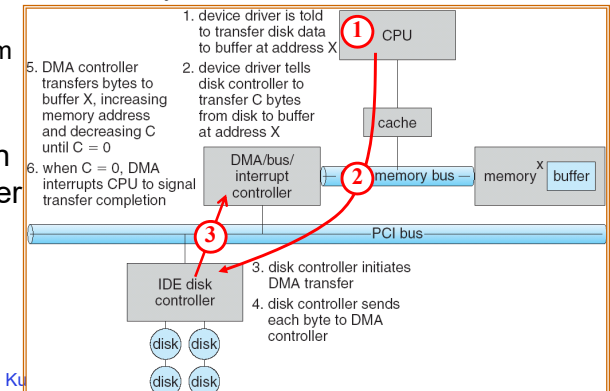 1. device driver is told
to transfer disk data
to buffer at address X
1
CPU
m
5. DMA controller
transfers bytes to
buffer X, increasing
memory address
and decreasing C
until C = 0
2. device driver tells
disk controller to
transfer C bytes
from disk to buffer
at address X
cache
n
er
6. when C = 0, DMA
interrupts CPU to signal
transfer completion
DMA/bus/
interrupt
controller
2
memory bus
memory
x
buffer
3
PCI bus
IDE disk
controller
3. disk controller initiates
DMA transfer
4. disk controller sends
each byte to DMA
controller
disk
disk
disk
disk
Ku